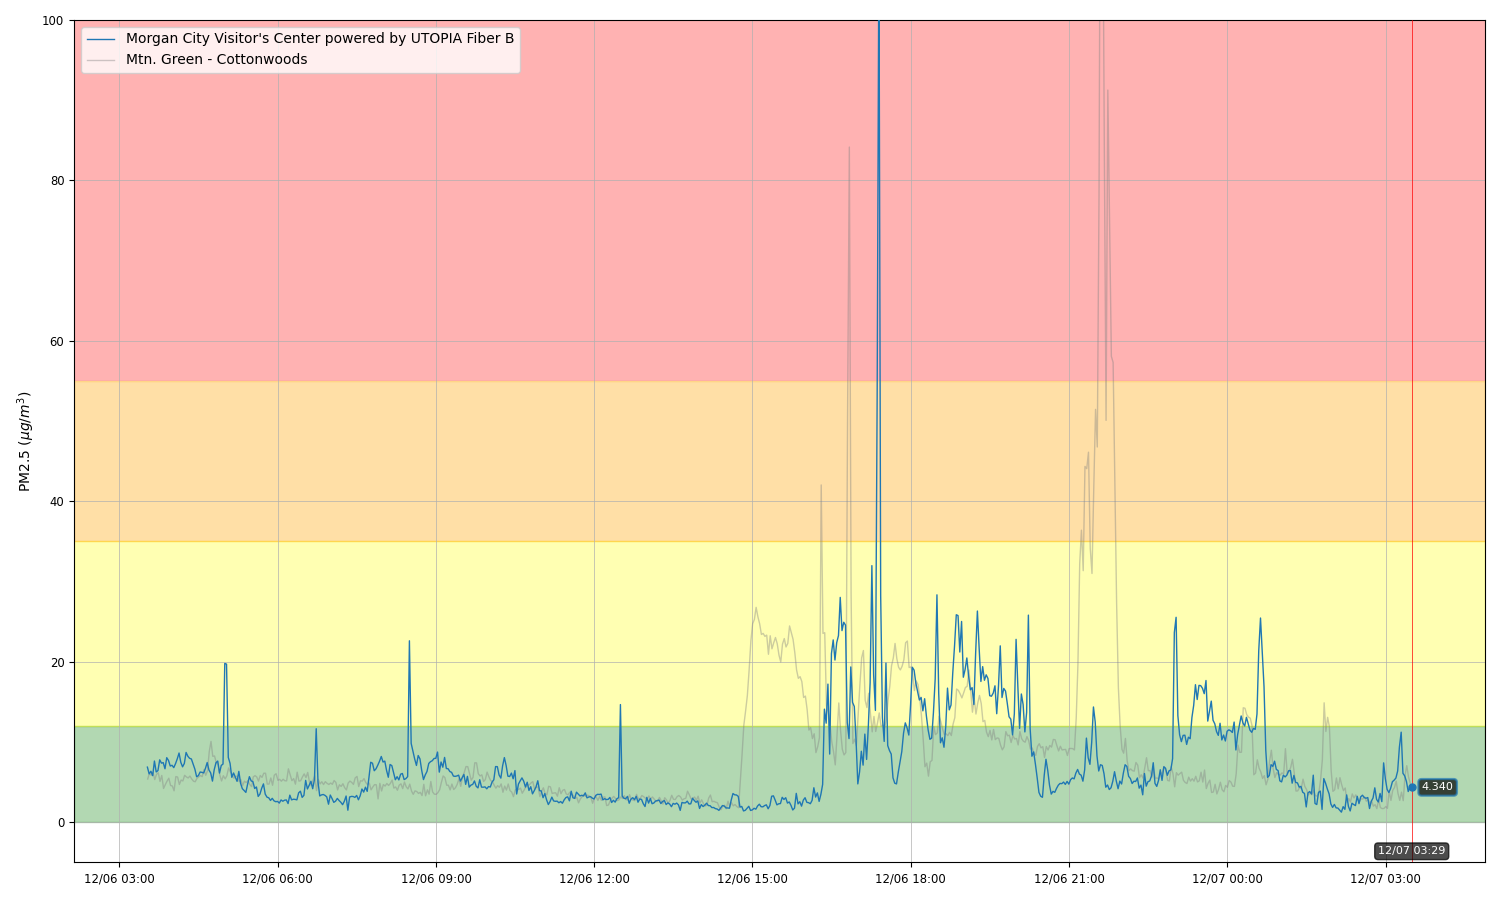 100
Morgan City Visitor's Center powered by UTOPIA Fiber B
Mtn. Green - Cottonwoods
80
60
PM2.5 (μg/m³)
40
20
4.340
0
12/07 03:29
12/06 03:00 12/06 06:00 12/06 09:00 12/06 12:00 12/06 15:00 12/06 18:00 12/06 21:00 12/07 00:00 12/07 03:00